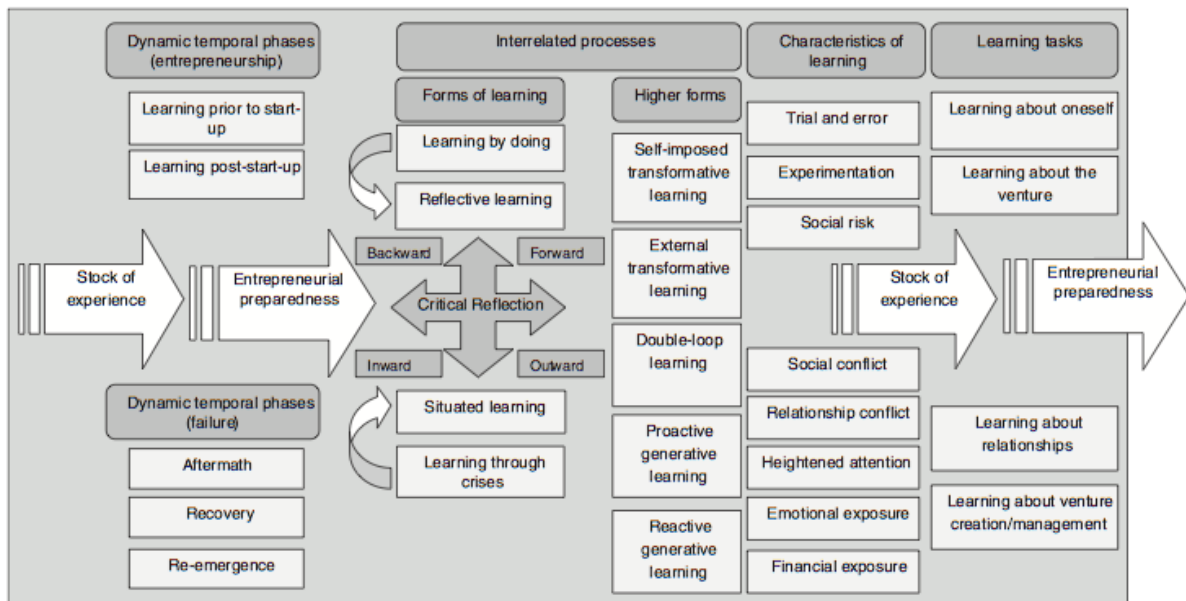 Dynamic temporal phases
(entrepreneurship)
Learning prior to start-
up
Learning post-start-up
Stock of
experience
Entrepreneurial
preparedness
Dynamic temporal phases
(failure)
Aftermath
Recovery
Re-emergence
Interrelated processes
Forms of learning
Learning by doing
Reflective learning
Backward
Forward
Critical Reflection
Inward
Outward
Situated learning
Learning through
crises
Higher forms
Self-imposed
transformative
learning
External
transformative
learning
Double-loop
learning
Proactive
generative
learning
Reactive
generative
learning
Characteristics of
learning
Trial and error
Experimentation
Social risk
Stock of
experience
Social conflict
Relationship conflict
Heightened attention
Emotional exposure
Financial exposure
Learning tasks
Learning about oneself
Learning about the
venture
Entrepreneurial
preparedness
Learning about
relationships
Learning about venture
creation/management